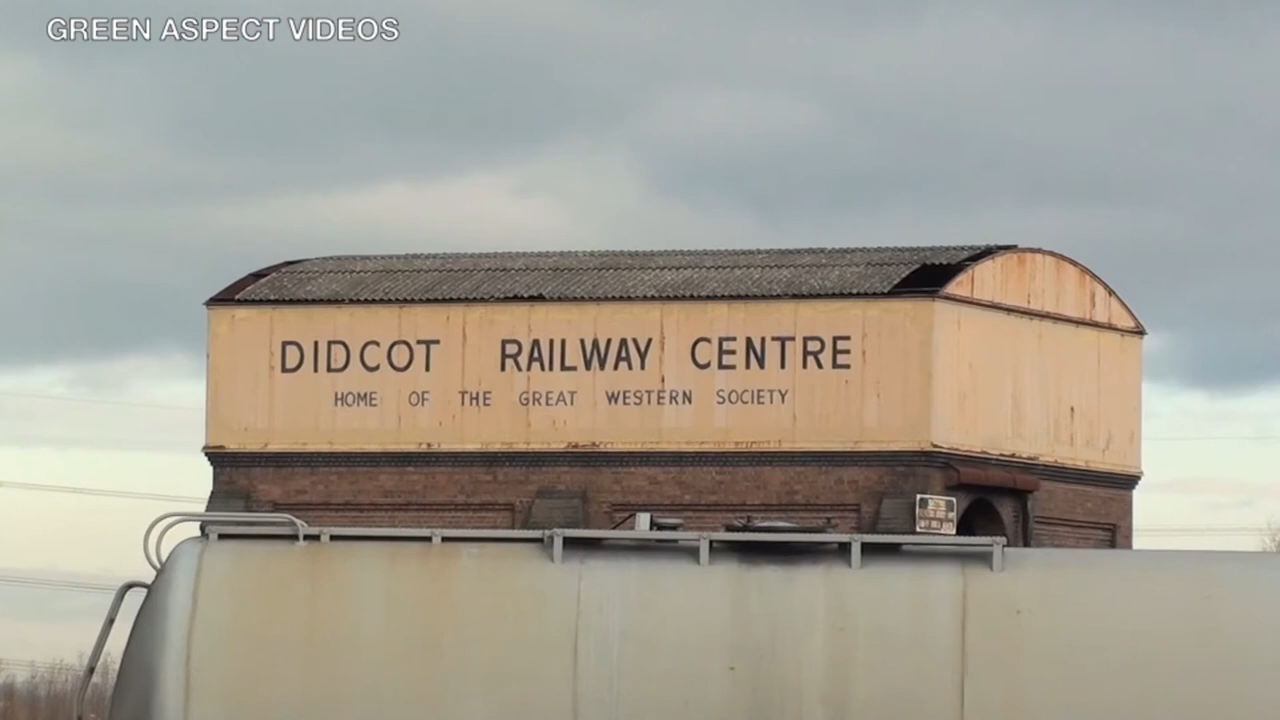 GREEN ASPECT VIDEOS
DIDCOT RAILWAY CENTRE
HOME OF THE GREAT WESTERN SOCIETY